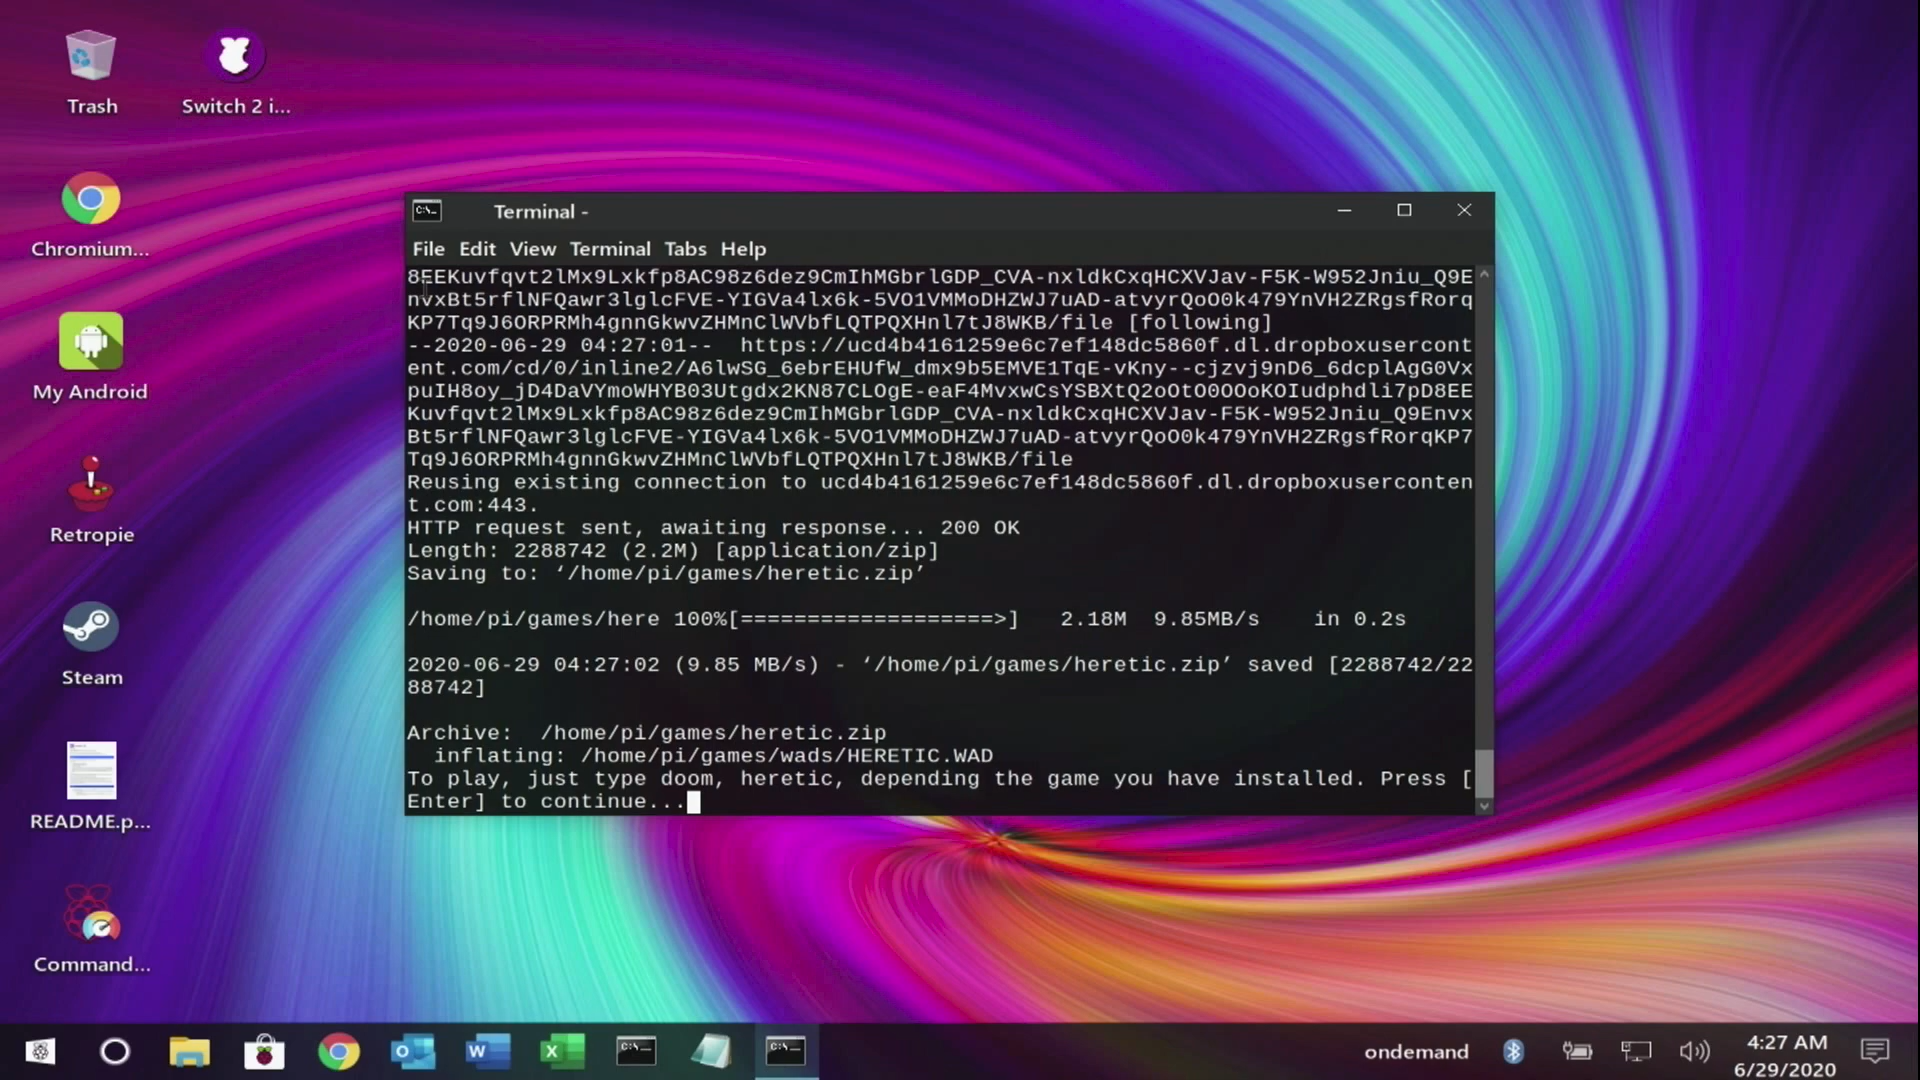 Trash
Switch 2 i...
Chromium...
My Android
Retropie
Steam
README.p...
Command...
Terminal -
File Edit View Terminal Tabs Help
8EEKuvfqvt2lMx9Lxkfp8AC98z6dez9CmIhMGbrlGDP_CVA-nxldkCxqHCXVJav-F5K-W952Jniu_Q9E
nvxBt5rflNFQawr3lglcFVE-YIGVa4lx6k-5VO1VMMoDHZWJ7uAD-atvyrQoO0k479YnVH2ZRgsfRorq
KP7Tq9J6ORPRMh4gnnGkwvZHMnClWVbfLQTPQXHnl7tJ8WKB/file [following]
--2020-06-29 04:27:01--  https://ucd4b4161259e6c7ef148dc5860f.dl.dropboxusercont
ent.com/cd/0/inline2/A6lwSG_6ebrEHUfW_dmx9b5EMVE1TqE-vKny--cjzvj9nD6_6dcplAgG0Vx
puIH8oy_jD4DaVYmoWHYB03Utgdx2KN87CLOgE-eaF4MvxwCsYSBXtQ2oOtO0OOoKOIudphdli7pD8EE
Kuvfqvt2lMx9Lxkfp8AC98z6dez9CmIhMGbrlGDP_CVA-nxldkCxqHCXVJav-F5K-W952Jniu_Q9Envx
Bt5rflNFQawr3lglcFVE-YIGVa4lx6k-5VO1VMMoDHZWJ7uAD-atvyrQoO0k479YnVH2ZRgsfRorqKP7
Tq9J6ORPRMh4gnnGkwvZHMnClWVbfLQTPQXHnl7tJ8WKB/file
Reusing existing connection to ucd4b4161259e6c7ef148dc5860f.dl.dropboxuserconten
t.com:443.
HTTP request sent, awaiting response... 200 OK
Length: 2288742 (2.2M) [application/zip]
Saving to: ‘/home/pi/games/heretic.zip’
/home/pi/games/here 100%[===================>]   2.18M  9.85MB/s    in 0.2s
2020-06-29 04:27:02 (9.85 MB/s) - ‘/home/pi/games/heretic.zip’ saved [2288742/22
88742]
Archive:  /home/pi/games/heretic.zip
  inflating: /home/pi/games/wads/HERETIC.WAD
To play, just type doom, heretic, depending the game you have installed. Press [
Enter] to continue...
ondemand
4:27 AM
6/29/2020